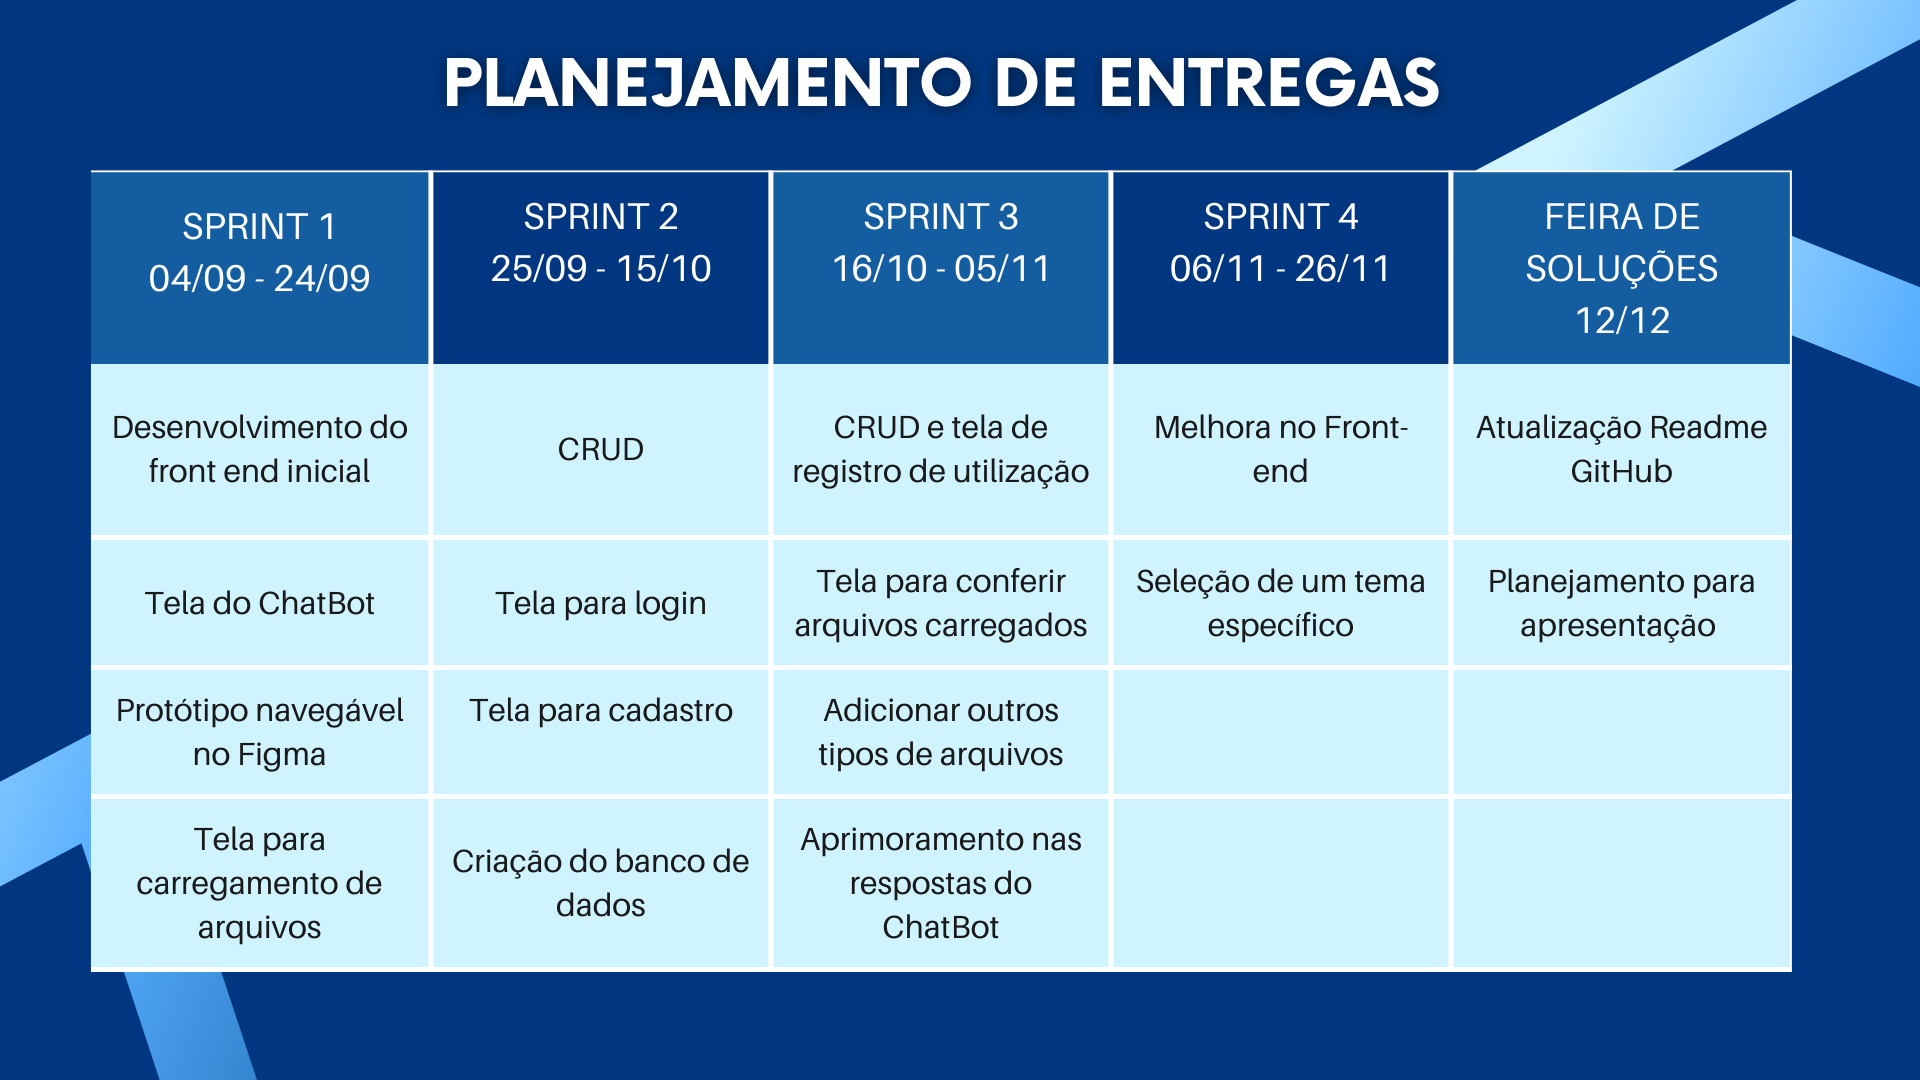 PLANEJAMENTO DE ENTREGAS
SPRINT 1
04/09 - 24/09
SPRINT 2
25/09 - 15/10
SPRINT 3
16/10 - 05/11
SPRINT 4
06/11 - 26/11
FEIRA DE
SOLUÇÕES
12/12
Desenvolvimento do
front end inicial
CRUD
CRUD e tela de
registro de utilização
Melhora no Front-
end
Atualização Readme
GitHub
Tela do ChatBot
Tela para login
Tela para conferir
arquivos carregados
Seleção de um tema
específico
Planejamento para
apresentação
Protótipo navegável
no Figma
Tela para cadastro
Adicionar outros
tipos de arquivos
Tela para
carregamento de
arquivos
Criação do banco de
dados
Aprimoramento nas
respostas do
ChatBot